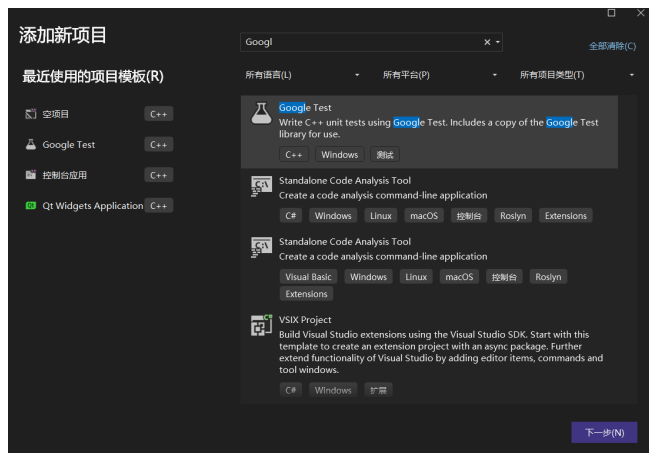 添加新项目
Googl
全部清除(C)
最近使用的项目模板(R)
所有语言(L)
所有平台(P)
所有项目类型(T)
空项目 C++
Google Test C++
控制台应用 C++
Qt Widgets Application C++
Google Test
Write C++ unit tests using Google Test. Includes a copy of the Google Test
library for use.
C++ Windows 测试
Standalone Code Analysis Tool
Create a code analysis command-line application
C# Windows Linux macOS 控制台 Roslyn Extensions
Standalone Code Analysis Tool
Create a code analysis command-line application
Visual Basic Windows Linux macOS 控制台 Roslyn
Extensions
VSIX Project
Build Visual Studio extensions using the Visual Studio SDK. Start with this
template to create an extension project with an async package. Further
extend functionality of Visual Studio by adding editor items, commands and
tool windows.
C# Windows 扩展
下一步(N)